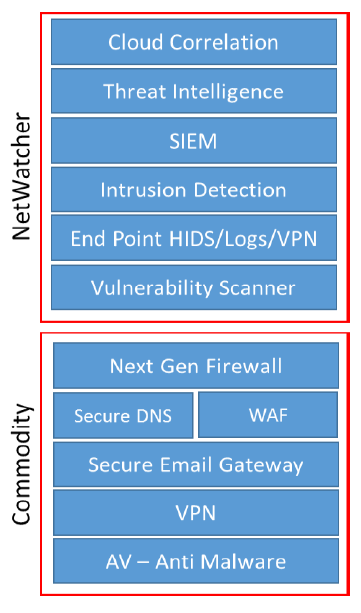 NetWatcher
Cloud Correlation
Threat Intelligence
SIEM
Intrusion Detection
End Point HIDS/Logs/VPN
Vulnerability Scanner
Commodity
Next Gen Firewall
Secure DNS
WAF
Secure Email Gateway
VPN
AV – Anti Malware